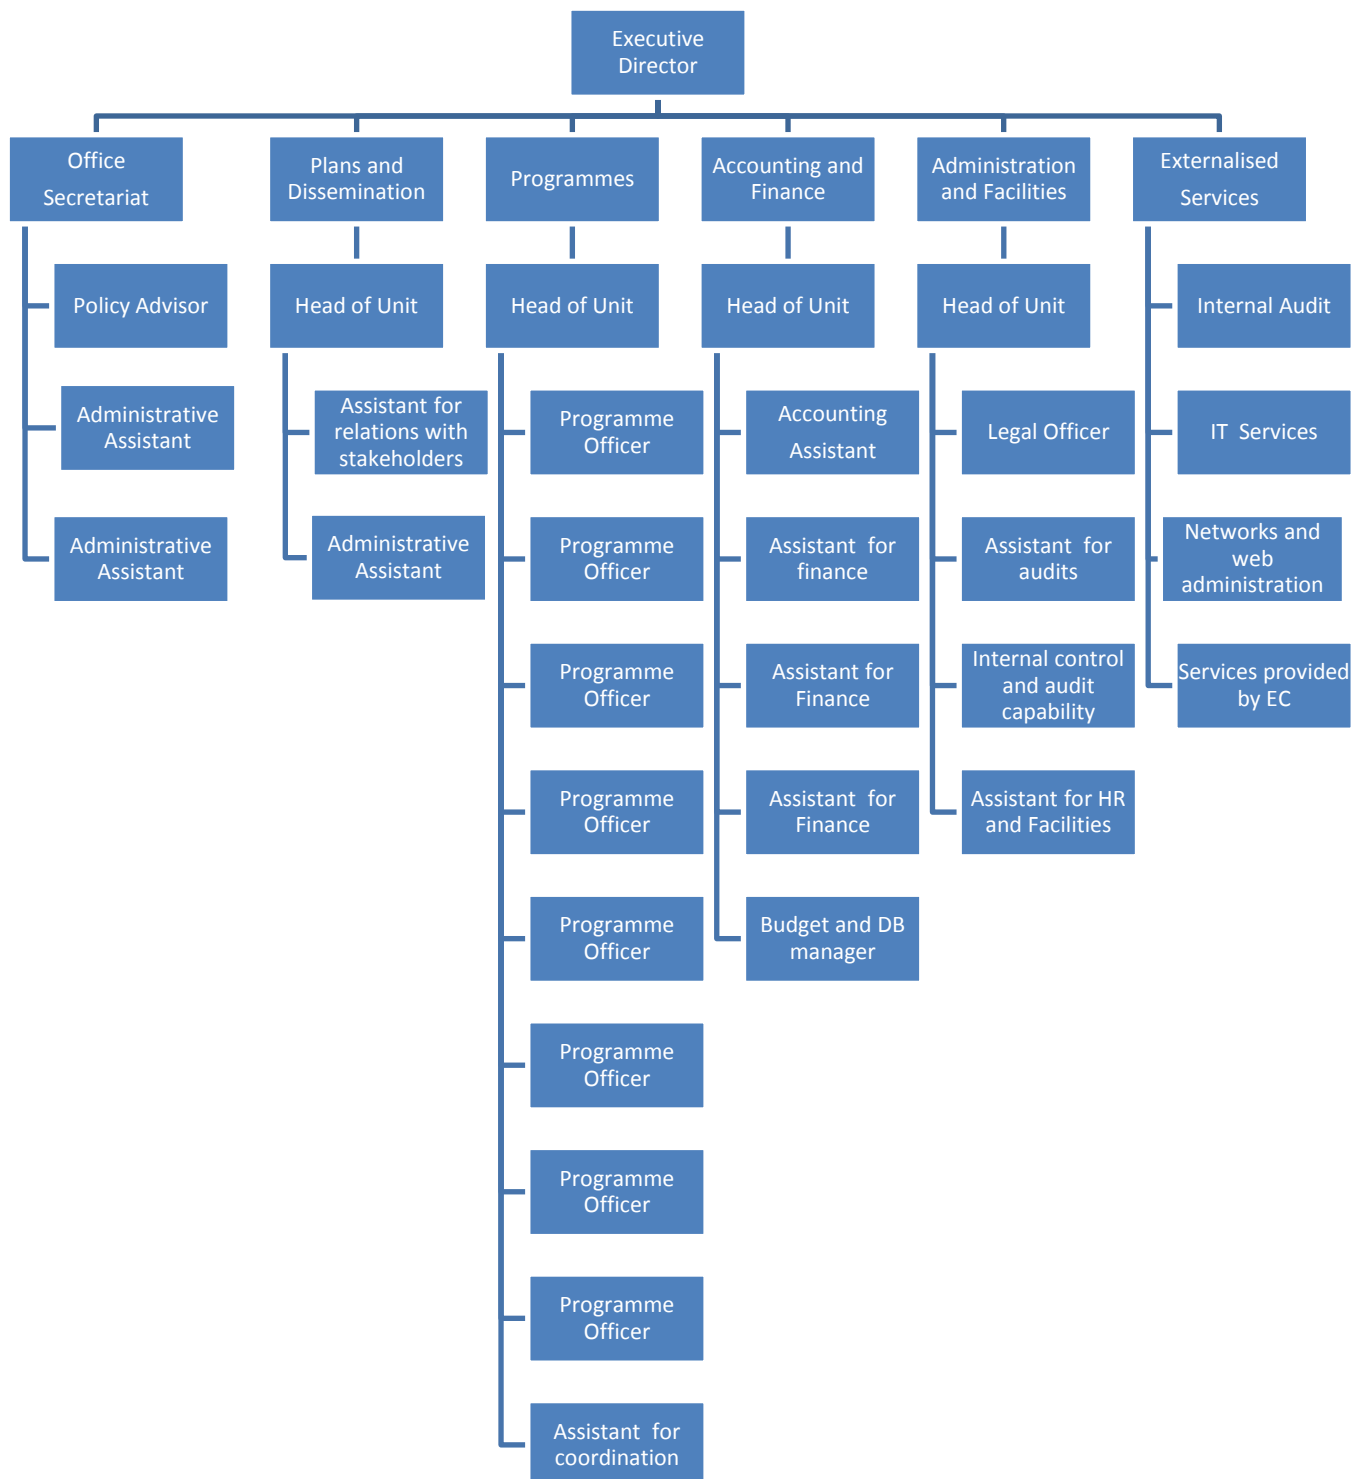 Executive
Director
Office
Secretariat
Plans and
Dissemination
Programmes
Accounting and
Finance
Administration
and Facilities
Externalised
Services
Policy Advisor
Head of Unit
Head of Unit
Head of Unit
Head of Unit
Internal Audit
Administrative
Assistant
Assistant for
relations with
stakeholders
Programme
Officer
Accounting
Assistant
Legal Officer
IT Services
Administrative
Assistant
Administrative
Assistant
Programme
Officer
Assistant for
finance
Assistant for
audits
Networks and
web
administration
Programme
Officer
Assistant for
Finance
Internal control
and audit
capability
Services provided
by EC
Programme
Officer
Assistant for
Finance
Assistant for HR
and Facilities
Programme
Officer
Budget and DB
manager
Programme
Officer
Programme
Officer
Programme
Officer
Assistant for
coordination